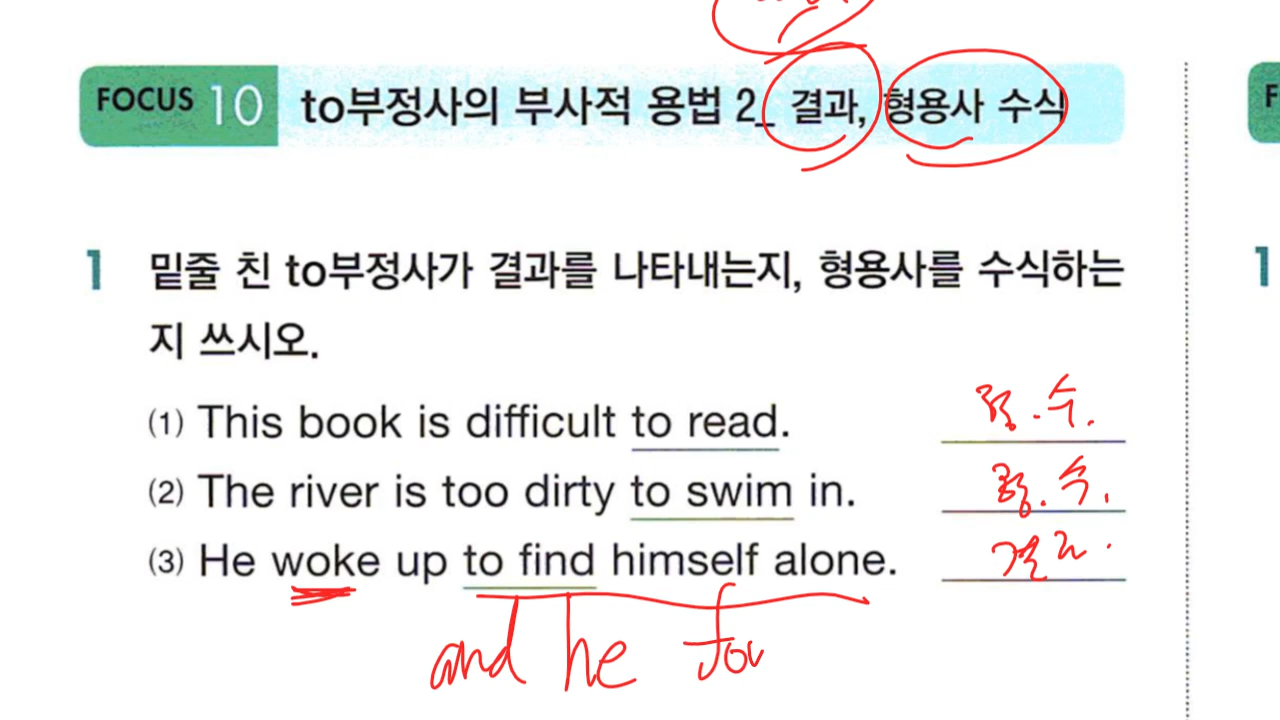 FOCUS 10 to부정사의 부사적 용법 2_ 결과, 형용사 수식
F
1 밑줄 친 to부정사가 결과를 나타내는지, 형용사를 수식하는
1
지 쓰시오.
(1) This book is difficult to read. 형.수.
(2) The river is too dirty to swim in. 형.수.
(3) He woke up to find himself alone. 결과.
and he fou